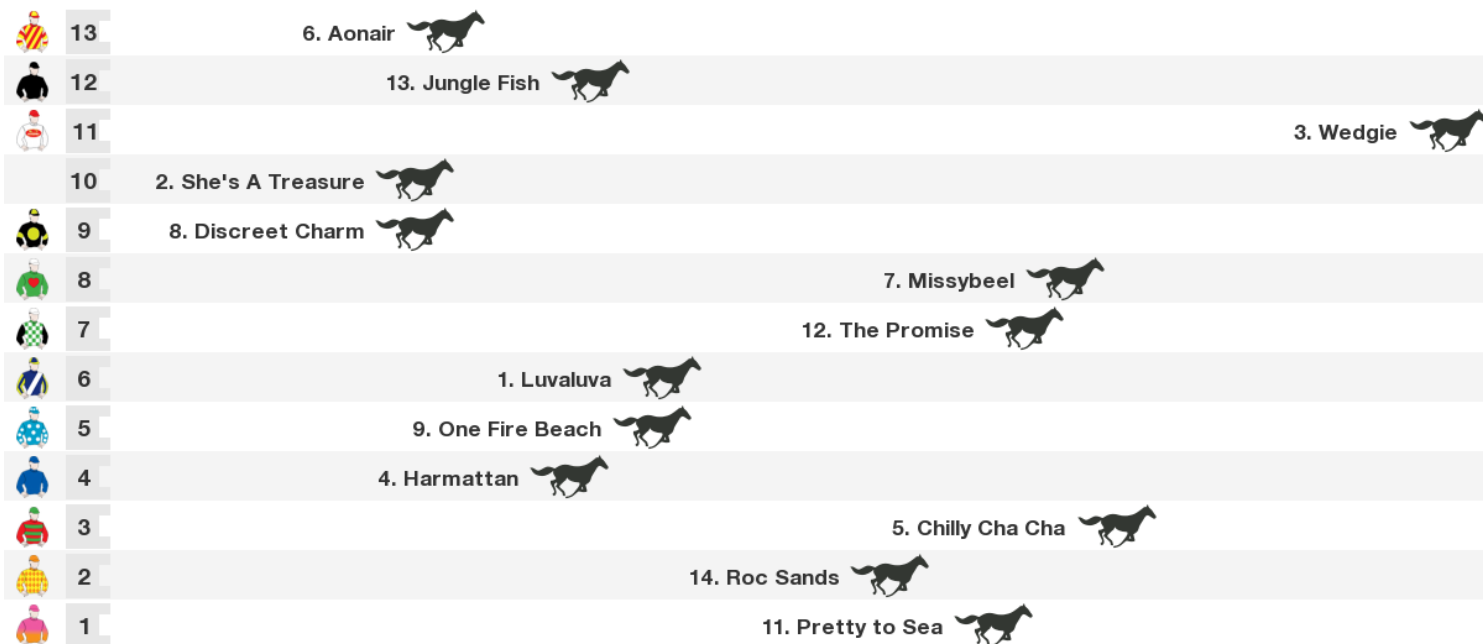 13 6. Aonair
12 13. Jungle Fish
11 3. Wedgie
10 2. She's A Treasure
9 8. Discreet Charm
8 7. Missybeel
7 12. The Promise
6 1. Luvaluva
5 9. One Fire Beach
4 4. Harmattan
3 5. Chilly Cha Cha
2 14. Roc Sands
1 11. Pretty to Sea